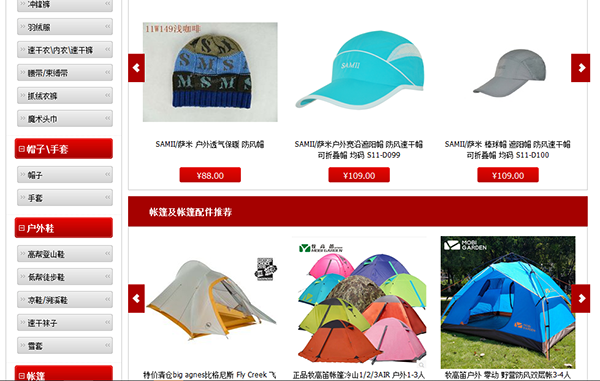 冲锋裤
羽绒服
速干衣\内衣\速干裤
腰带/束缚带
抓绒衣裤
魔术头巾
帽子\手套
帽子
手套
户外鞋
高帮登山鞋
低帮徒步鞋
凉鞋/溯溪鞋
速干袜子
雪套
帐篷
11W149浅咖啡
SAMII/萨米 户外透气保暖 防风帽
¥88.00
SAMII
SAMII/萨米户外宽沿遮阳帽 防风速干帽
可折叠帽 均码 S11-D099
¥109.00
SAMII/萨米 棒球帽 遮阳帽 防风速干帽
可折叠帽 均码 S11-D100
¥109.00
帐篷及帐篷配件推荐
特价清仓big agnes比格尼斯 Fly Creek 飞
牧高笛
MOBI GARDEN
正品牧高笛帐篷冷山1/2/3AIR 户外1-3人
MOBI
GARDEN
牧高笛户外 零动 野营防风双层帐3-4人